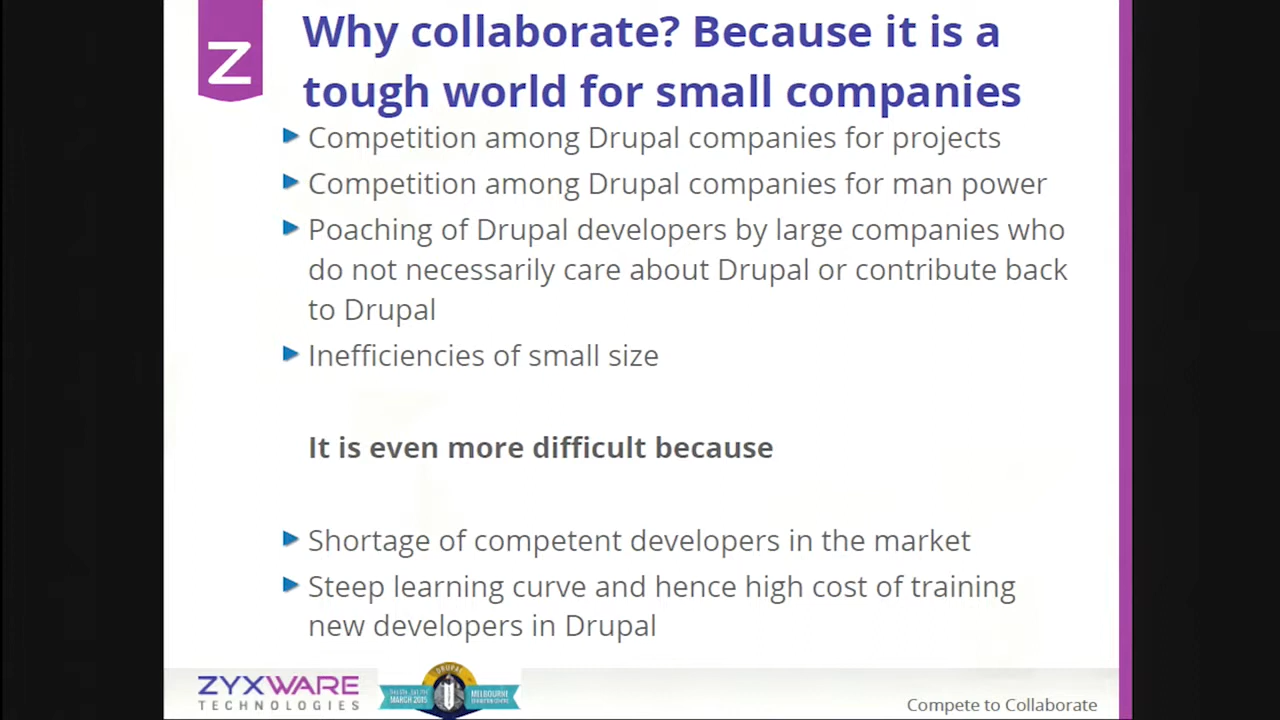 Z
Why collaborate? Because it is a
tough world for small companies
Competition among Drupal companies for projects
Competition among Drupal companies for man power
Poaching of Drupal developers by large companies who
do not necessarily care about Drupal or contribute back
to Drupal
Inefficiencies of small size
It is even more difficult because
Shortage of competent developers in the market
Steep learning curve and hence high cost of training
new developers in Drupal
ZYXWARE
TECHNOLOGIES
DRUPAL
MARCH 2015
MELBOURNE
Compete to Collaborate